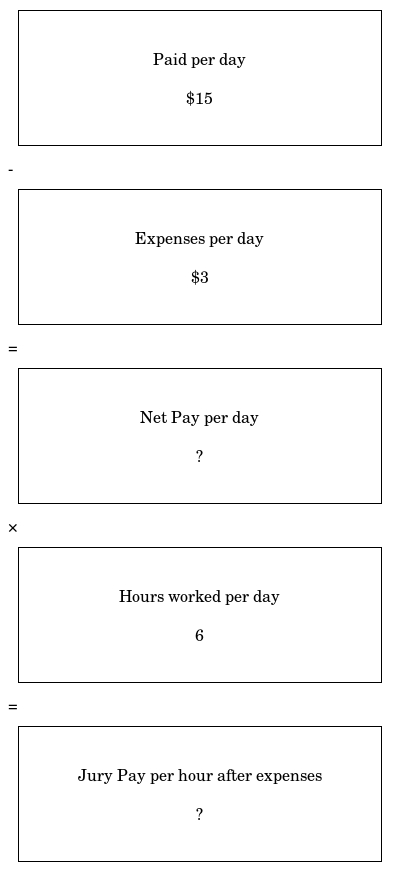 Paid per day
$15
-
Expenses per day
$3
=
Net Pay per day
?
×
Hours worked per day
6
=
Jury Pay per hour after expenses
?